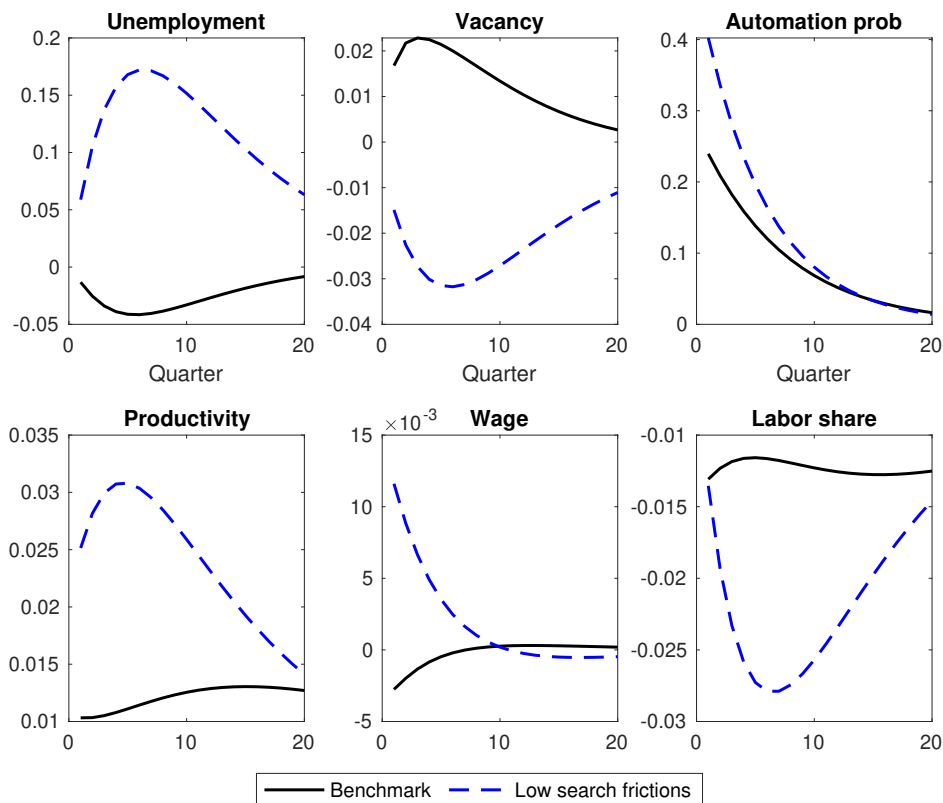 Unemployment
0.2
0.15
0.1
0.05
0
-0.05
0 10 20
Quarter
Vacancy
0.02
0.01
0
-0.01
-0.02
-0.03
-0.04
0 10 20
Quarter
Automation prob
0.4
0.3
0.2
0.1
0
0 10 20
Quarter
Productivity
0.035
0.03
0.025
0.02
0.015
0.01
0 10 20
Wage
×10⁻³
15
10
5
0
-5
0 10 20
Labor share
-0.01
-0.015
-0.02
-0.025
-0.03
0 10 20
Benchmark Low search frictions